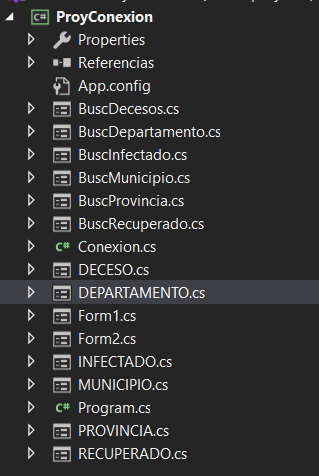 C# ProyConexion
Properties
Referencias
App.config
BuscDecesos.cs
BuscDepartamento.cs
BuscInfectado.cs
BuscMunicipio.cs
BuscProvincia.cs
BuscRecuperado.cs
C# Conexion.cs
DECESO.cs
DEPARTAMENTO.cs
Form1.cs
Form2.cs
INFECTADO.cs
MUNICIPIO.cs
C# Program.cs
PROVINCIA.cs
RECUPERADO.cs